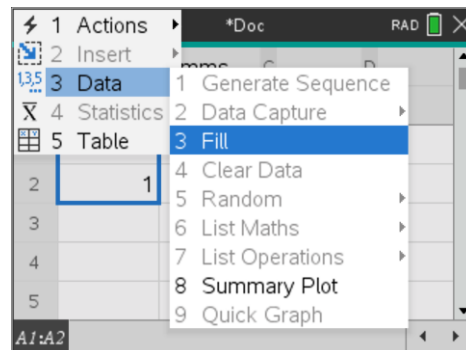 1 Actions
*Doc
RAD
2 Insert
1,3,5 3 Data
x̅ 4 Statistics
5 Table
1 Generate Sequence
2 Data Capture
3 Fill
4 Clear Data
5 Random
6 List Maths
7 List Operations
8 Summary Plot
9 Quick Graph
2 1
3
4
5
A1:A2